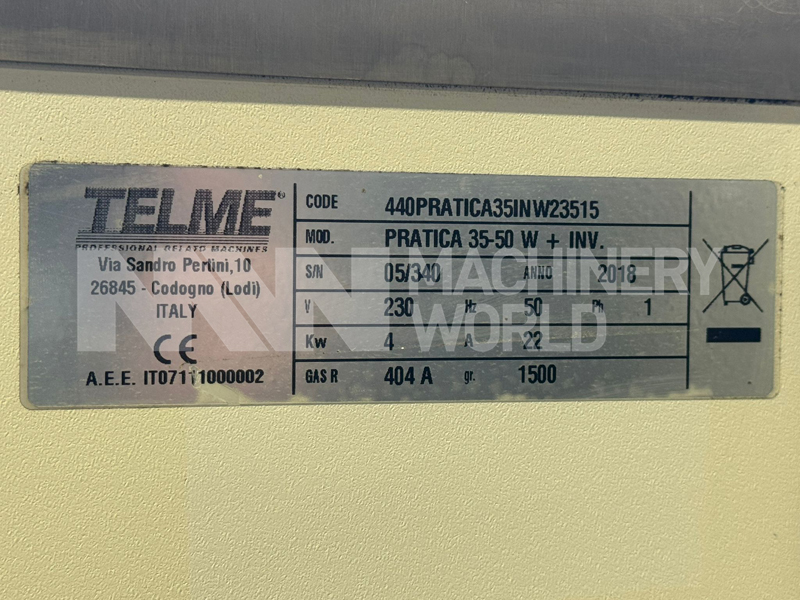 TELME®
PROFESSIONAL GELATO MACHINES
Via Sandro Pertini,10
26845 - Codogno (Lodi)
ITALY
CE
A.E.E. IT07111000002
CODE 440PRATICA35INW23515
MOD. PRATICA 35-50 W + INV.
S/N 05/340 ANNO 2018
V 230 Hz 50 Ph 1
Kw 4 A 22
GAS R 404 A gr. 1500
MACHINERY
WORLD